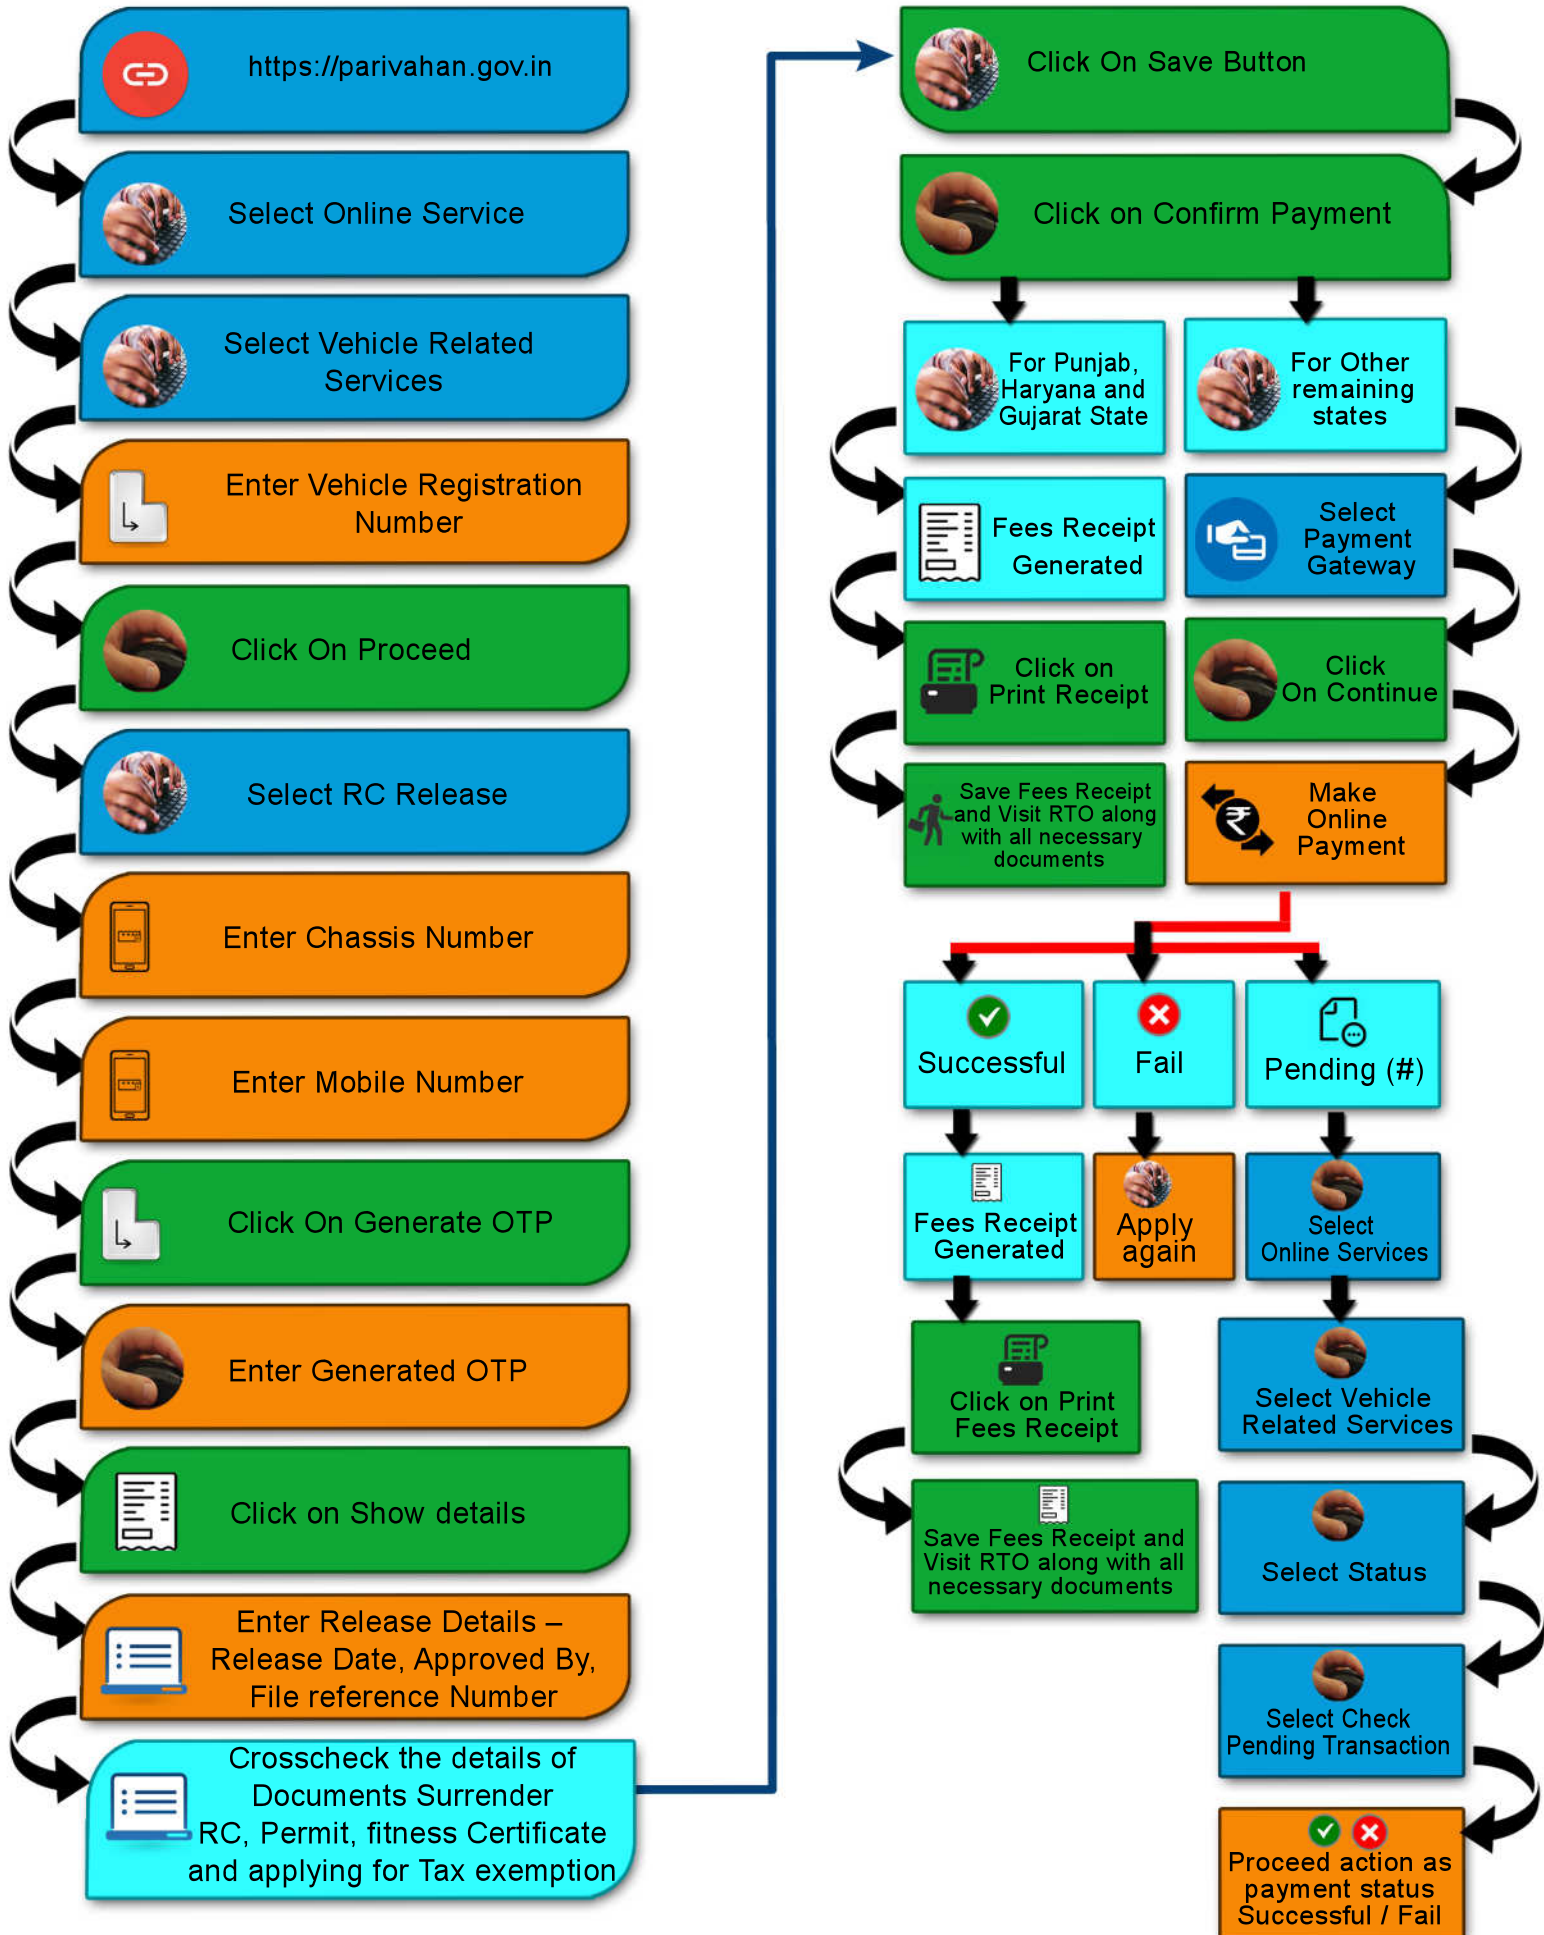 https://parivahan.gov.in
Select Online Service
Select Vehicle Related
Services
Enter Vehicle Registration
Number
Click On Proceed
Select RC Release
Enter Chassis Number
Enter Mobile Number
Click On Generate OTP
Enter Generated OTP
Click on Show details
Enter Release Details –
Release Date, Approved By,
File reference Number
Crosscheck the details of
Documents Surrender
RC, Permit, fitness Certificate
and applying for Tax exemption
Click On Save Button
Click on Confirm Payment
For Punjab,
Haryana and
Gujarat State
Fees Receipt
Generated
Click on
Print Receipt
Save Fees Receipt
and Visit RTO along
with all necessary
documents
For Other
remaining
states
Select
Payment
Gateway
Click
On Continue
Make
Online
Payment
Successful
Fees Receipt
Generated
Click on Print
Fees Receipt
Save Fees Receipt and
Visit RTO along with all
necessary documents
Fail
Apply
again
Pending (#)
Select
Online Services
Select Vehicle
Related Services
Select Status
Select Check
Pending Transaction
Proceed action as
payment status
Successful / Fail